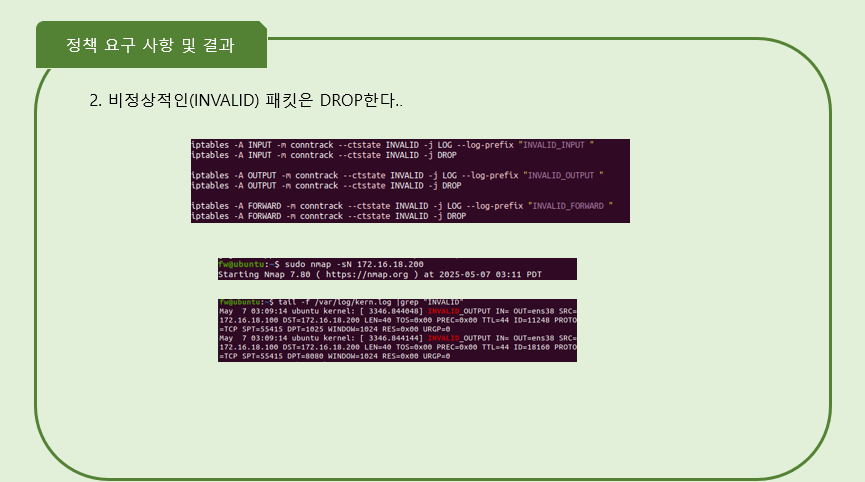 정책 요구 사항 및 결과
2. 비정상적인(INVALID) 패킷은 DROP한다..
iptables -A INPUT -m conntrack --ctstate INVALID -j LOG --log-prefix "INVALID_INPUT "
iptables -A INPUT -m conntrack --ctstate INVALID -j DROP
iptables -A OUTPUT -m conntrack --ctstate INVALID -j LOG --log-prefix "INVALID_OUTPUT "
iptables -A OUTPUT -m conntrack --ctstate INVALID -j DROP
iptables -A FORWARD -m conntrack --ctstate INVALID -j LOG --log-prefix "INVALID_FORWARD "
iptables -A FORWARD -m conntrack --ctstate INVALID -j DROP
fw@ubuntu:~$ sudo nmap -sN 172.16.18.200
Starting Nmap 7.80 ( https://nmap.org ) at 2025-05-07 03:11 PDT
fw@ubuntu:~$ tail -f /var/log/kern.log |grep "INVALID"
May  7 03:09:14 ubuntu kernel: [ 3346.844048] INVALID_OUTPUT IN= OUT=ens38 SRC=
172.16.18.100 DST=172.16.18.200 LEN=40 TOS=0x00 PREC=0x00 TTL=44 ID=11248 PROTO
=TCP SPT=55415 DPT=1025 WINDOW=1024 RES=0x00 URGP=0
May  7 03:09:14 ubuntu kernel: [ 3346.844144] INVALID_OUTPUT IN= OUT=ens38 SRC=
172.16.18.100 DST=172.16.18.200 LEN=40 TOS=0x00 PREC=0x00 TTL=44 ID=18160 PROTO
=TCP SPT=55415 DPT=8080 WINDOW=1024 RES=0x00 URGP=0